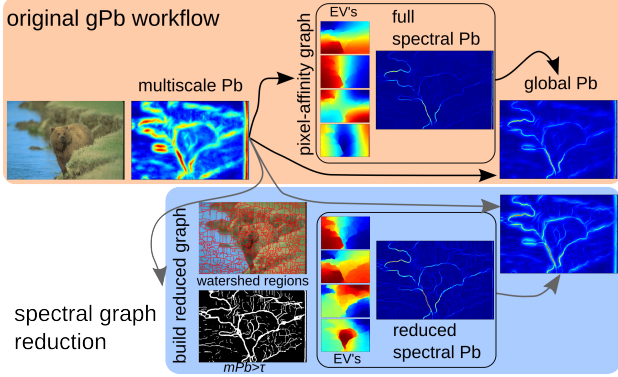 original gPb workflow
EV's
full
spectral Pb
pixel-affinity graph
multiscale Pb
global Pb
build reduced graph
watershed regions
spectral graph
reduction
mPb>τ
reduced
spectral Pb
EV's